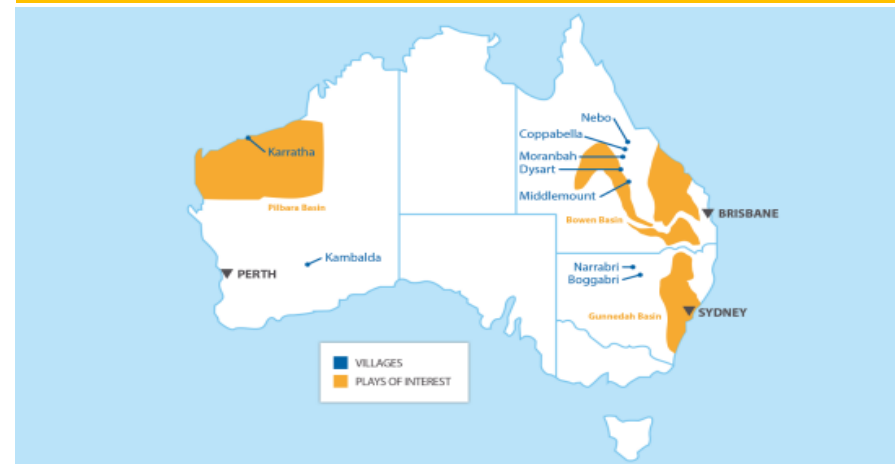 Nebo
Coppabella
Moranbah
Dysart
Middlemount
Bowen Basin
BRISBANE
Karratha
Pilbara Basin
Kambalda
PERTH
Narrabri
Boggabri
Gunnedah Basin
SYDNEY
VILLAGES
PLAYS OF INTEREST